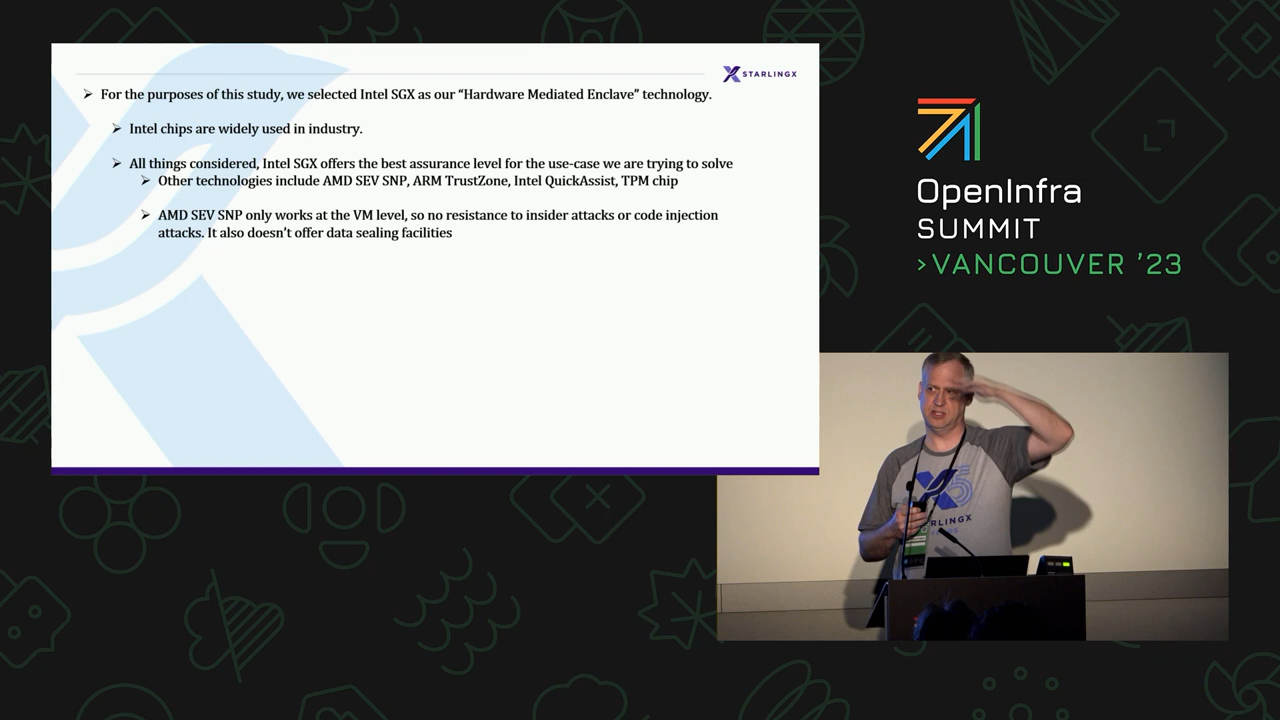 STARLINGX
➢ For the purposes of this study, we selected Intel SGX as our “Hardware Mediated Enclave” technology.
➢ Intel chips are widely used in industry.
➢ All things considered, Intel SGX offers the best assurance level for the use-case we are trying to solve
➢ Other technologies include AMD SEV SNP, ARM TrustZone, Intel QuickAssist, TPM chip
➢ AMD SEV SNP only works at the VM level, so no resistance to insider attacks or code injection
attacks. It also doesn’t offer data sealing facilities
OpenInfra
SUMMIT
>VANCOUVER ’23